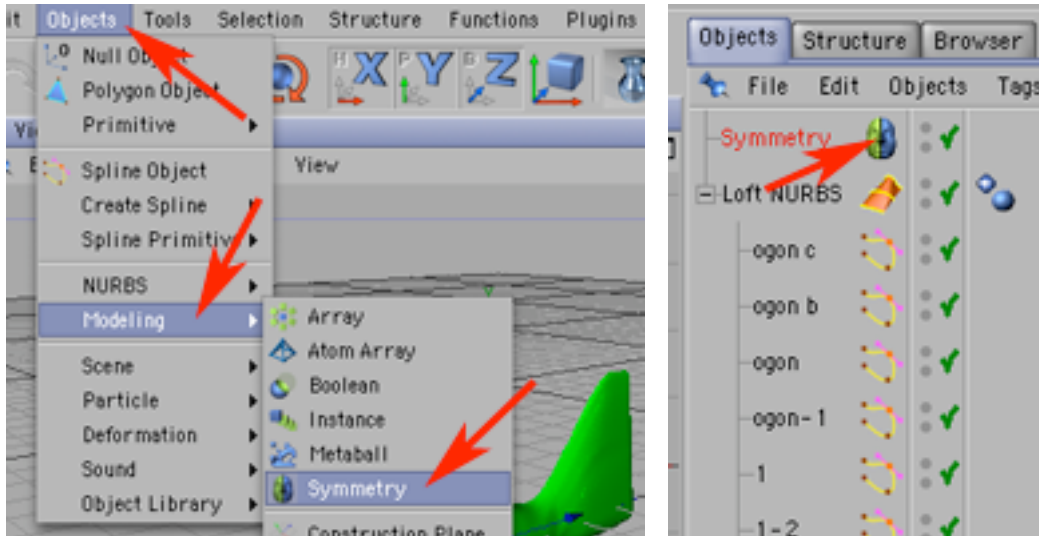 it Objects Tools Selection Structure Functions Plugins
Null Object
Polygon Object
Primitive
View
Spline Object
Create Spline
Spline Primitive
NURBS
Modeling
Scene
Particle
Deformation
Sound
Object Library
Array
Atom Array
Boolean
Instance
Metaball
Symmetry
Construction Plane
Objects Structure Browser
File Edit Objects Tags
Symmetry
Loft NURBS
ogon c
ogon b
ogon
ogon-1
1
1-2